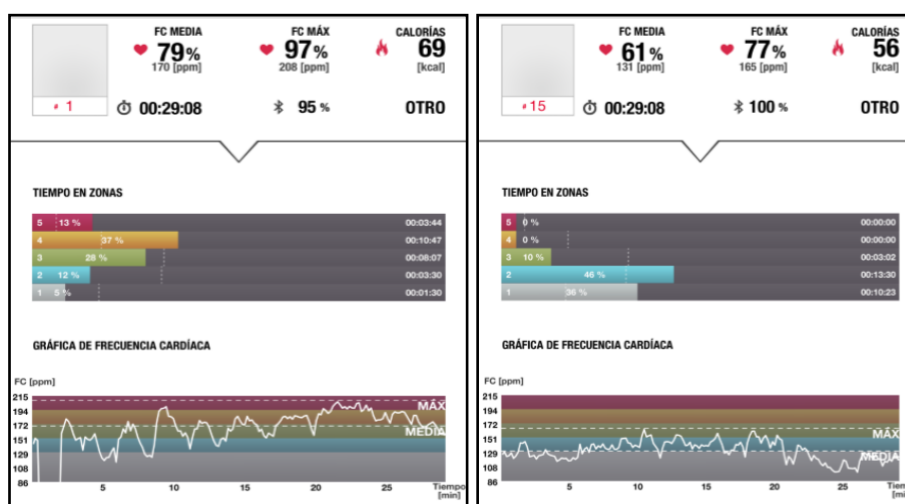 FC MEDIA FC MÁX CALORÍAS
79% 97% 69
170 [ppm] 208 [ppm] [kcal]
1 00:29:08 95 % OTRO
TIEMPO EN ZONAS
5 13 % 00:03:44
4 37 % 00:10:47
3 28 % 00:08:07
2 12 % 00:03:30
1 5 % 00:01:30
GRÁFICA DE FRECUENCIA CARDÍACA
FC [ppm]
215
194 MÁX
172
151 MEDIA
129
108
86
5 10 15 20 25 Tiempo
[min]
FC MEDIA FC MÁX CALORÍAS
61% 77% 56
131 [ppm] 165 [ppm] [kcal]
15 00:29:08 100 % OTRO
TIEMPO EN ZONAS
5 0 % 00:00:00
4 0 % 00:00:00
3 10 % 00:03:02
2 46 % 00:13:30
1 36 % 00:10:23
GRÁFICA DE FRECUENCIA CARDÍACA
FC [ppm]
215
194
172
151 MÁX
129 MEDIA
108
86
5 10 15 20 25 Tiem
[min]